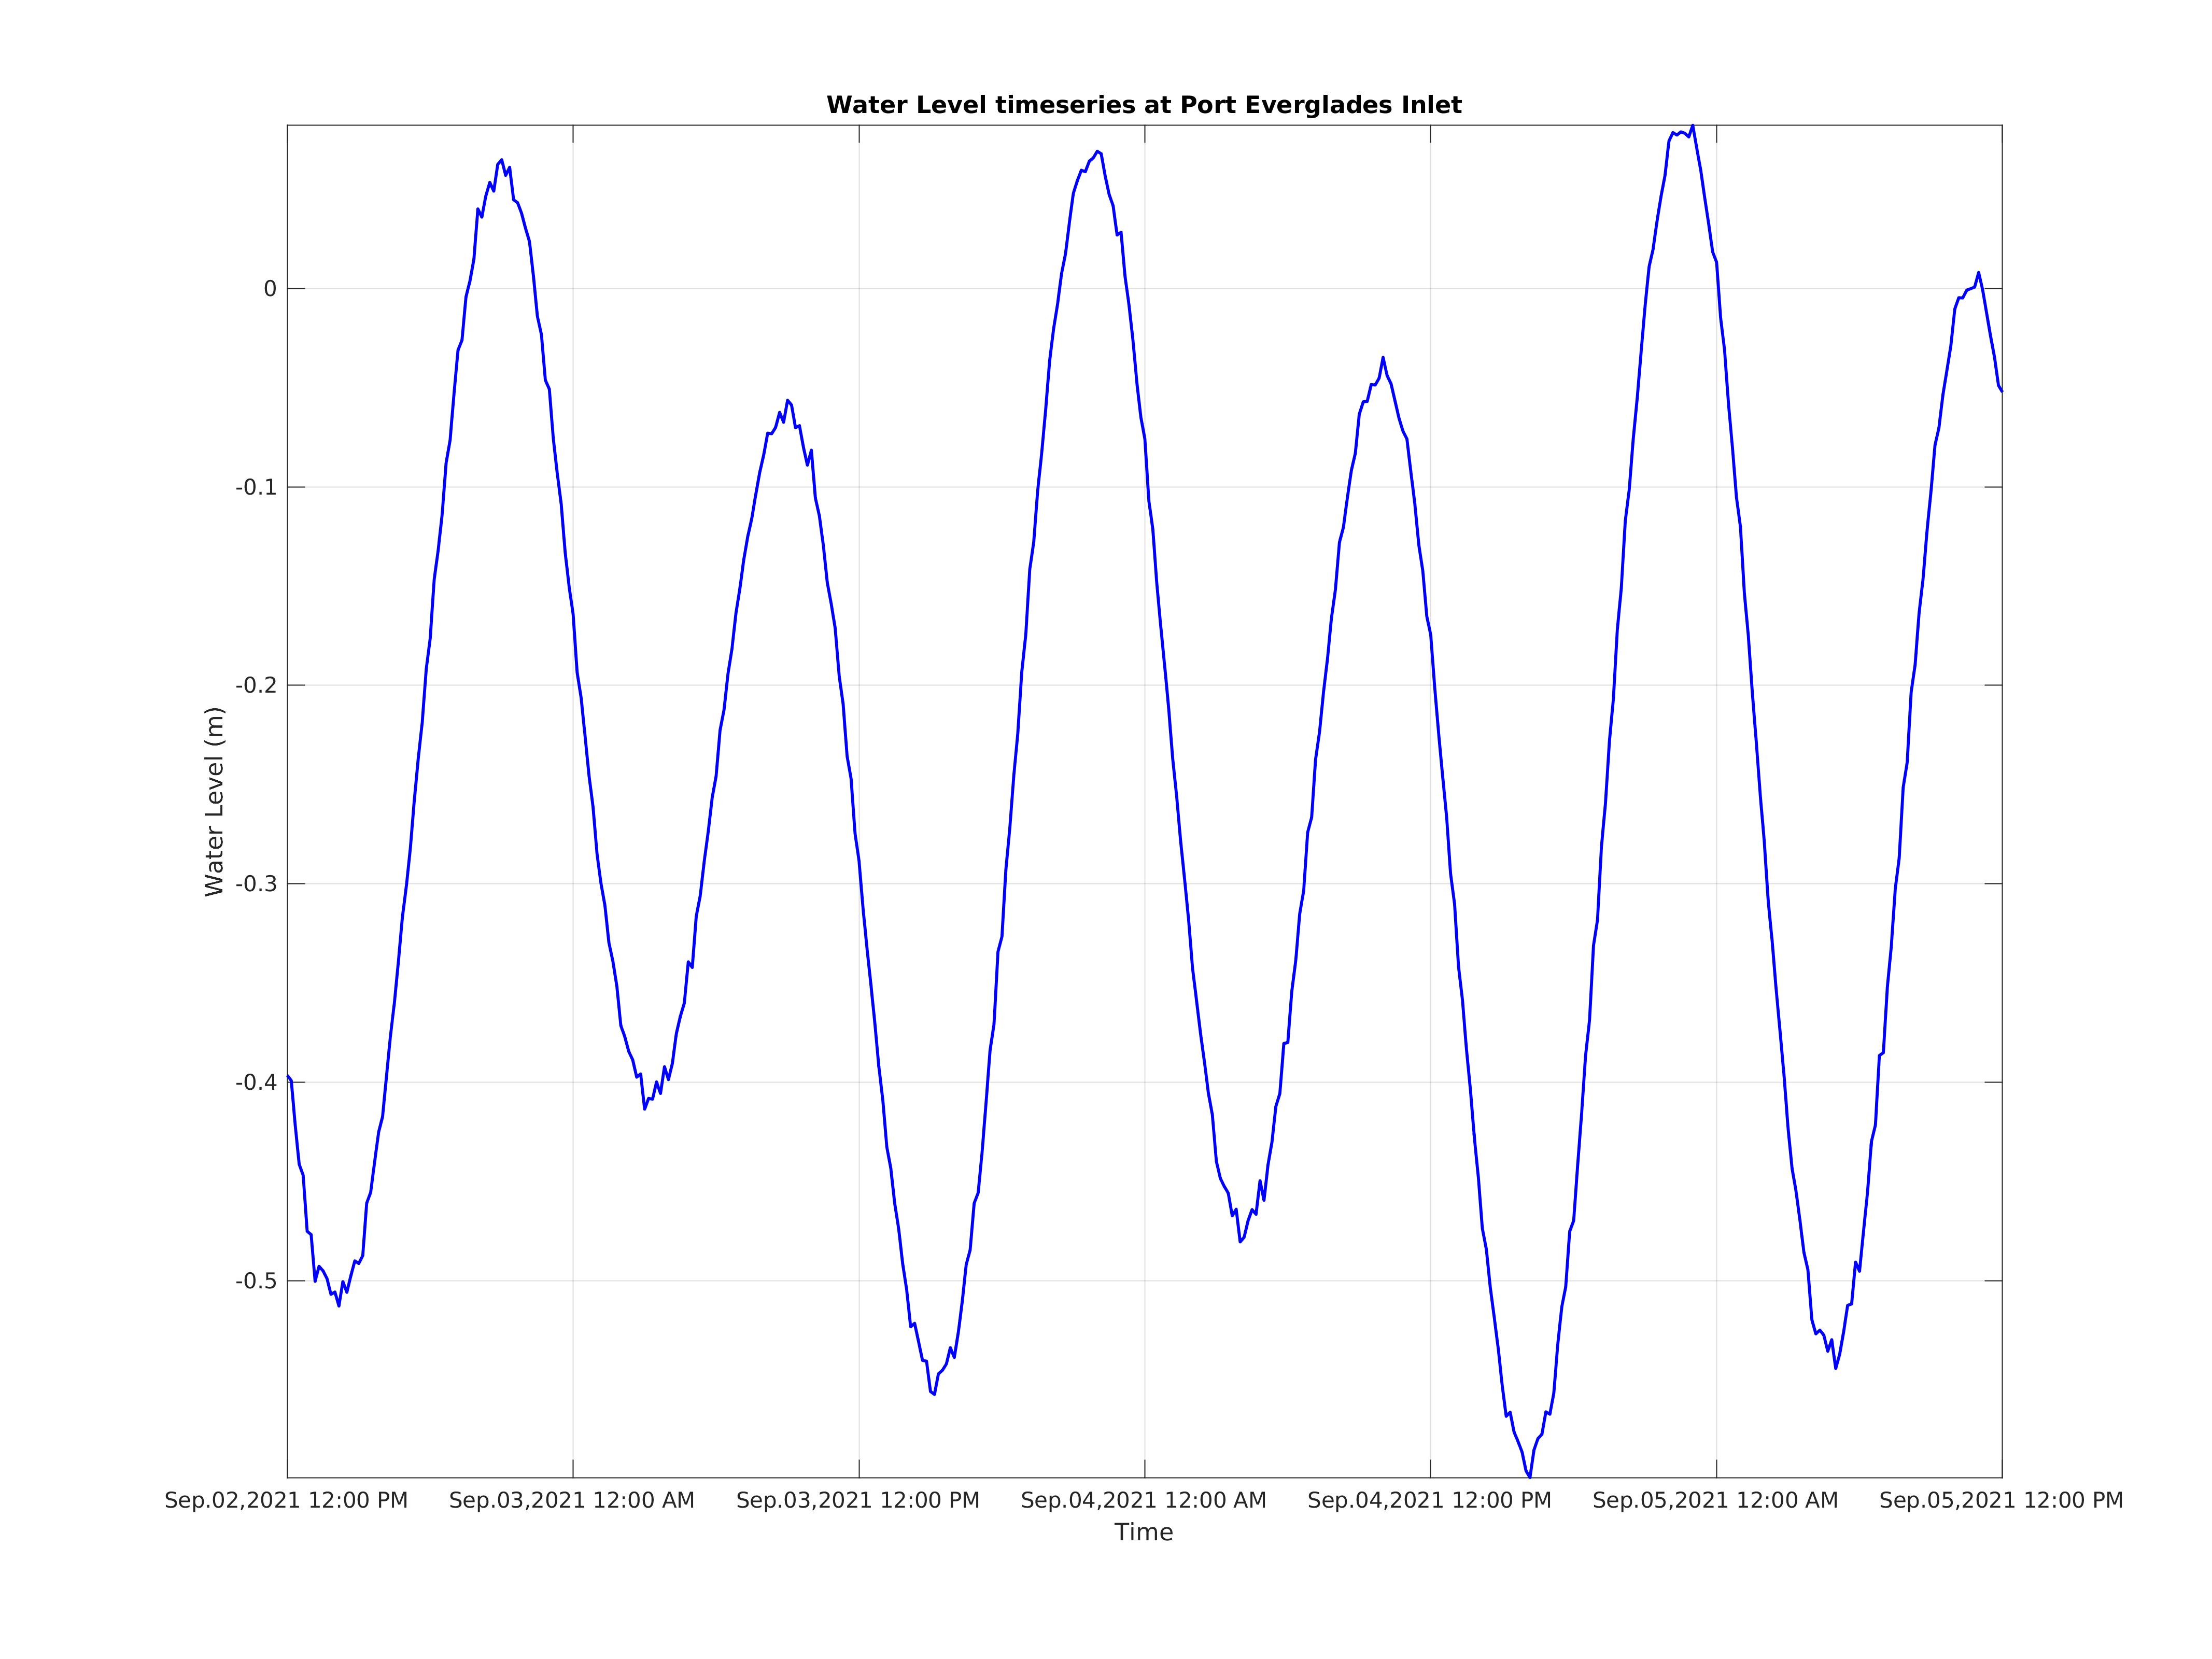 Water Level timeseries at Port Everglades Inlet
0
-0.1
-0.2
-0.3
-0.4
-0.5
Water Level (m)
Sep.02,2021 12:00 PM Sep.03,2021 12:00 AM Sep.03,2021 12:00 PM Sep.04,2021 12:00 AM Sep.04,2021 12:00 PM Sep.05,2021 12:00 AM Sep.05,2021 12:00 PM
Time